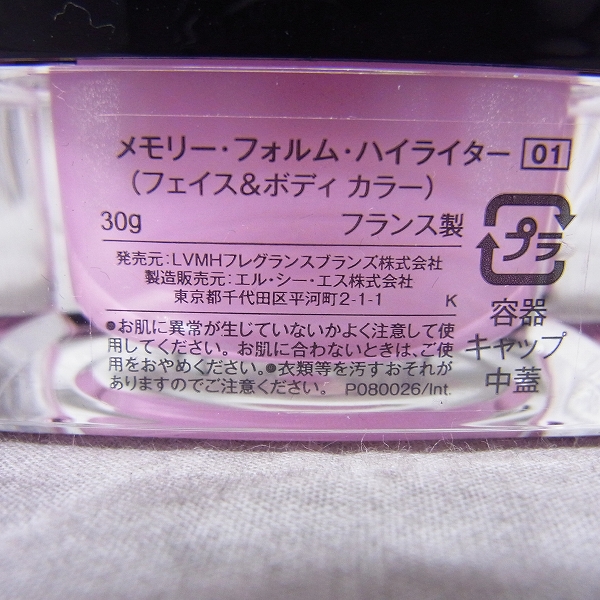 メモリー・フォルム・ハイライター 01
(フェイス&ボディ カラー)
30g フランス製
発売元:LVMHフレグランスブランズ株式会社
製造販売元:エル・シー・エス株式会社
東京都千代田区平河町2-1-1 K
●お肌に異常が生じていないかよく注意して使
用してください。お肌に合わないときは、ご使
用をおやめください。●衣類等を汚すおそれが
ありますのでご注意ください。 P080026/Int.
プラ
容器
キャップ
中蓋